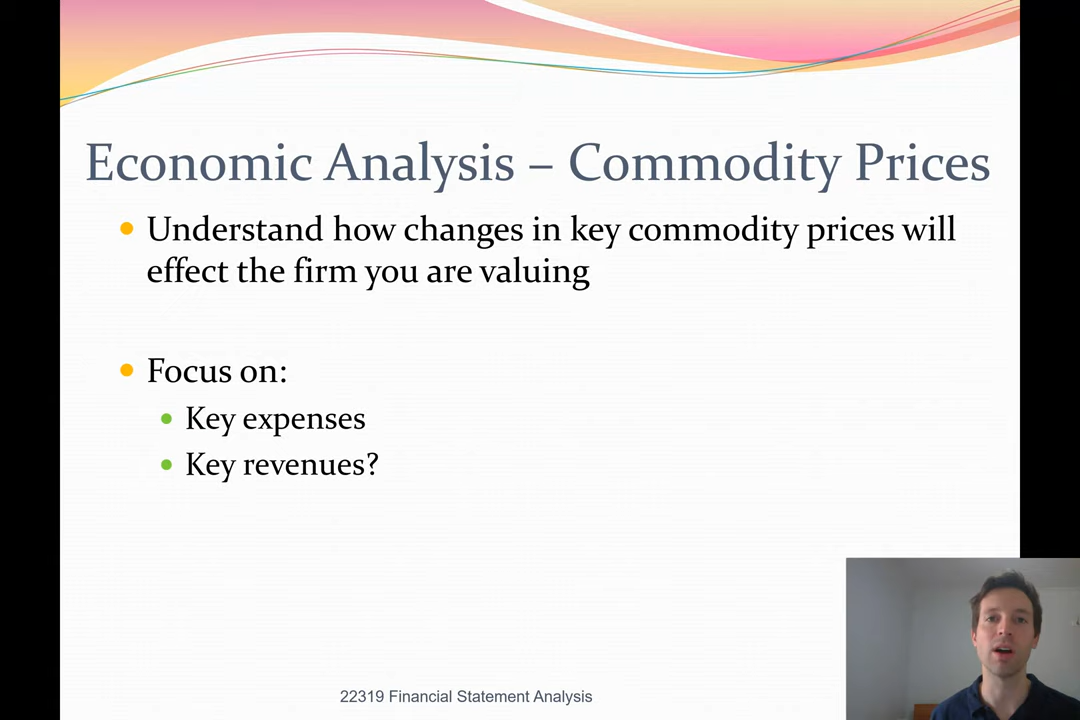 Economic Analysis – Commodity Prices
Understand how changes in key commodity prices will
effect the firm you are valuing
Focus on:
Key expenses
Key revenues?
22319 Financial Statement Analysis